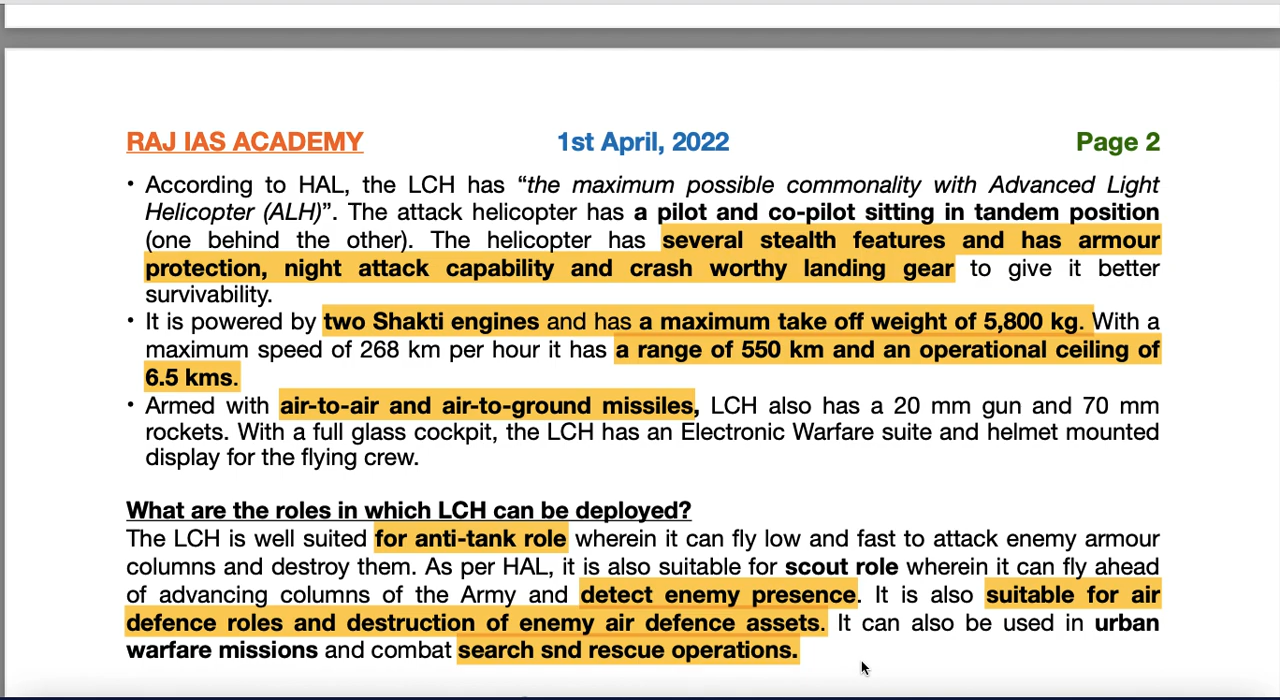 RAJ IAS ACADEMY 1st April, 2022 Page 2
• According to HAL, the LCH has “the maximum possible commonality with Advanced Light
Helicopter (ALH)”. The attack helicopter has a pilot and co-pilot sitting in tandem position
(one behind the other). The helicopter has several stealth features and has armour
protection, night attack capability and crash worthy landing gear to give it better
survivability.
• It is powered by two Shakti engines and has a maximum take off weight of 5,800 kg. With a
maximum speed of 268 km per hour it has a range of 550 km and an operational ceiling of
6.5 kms.
• Armed with air-to-air and air-to-ground missiles, LCH also has a 20 mm gun and 70 mm
rockets. With a full glass cockpit, the LCH has an Electronic Warfare suite and helmet mounted
display for the flying crew.
What are the roles in which LCH can be deployed?
The LCH is well suited for anti-tank role wherein it can fly low and fast to attack enemy armour
columns and destroy them. As per HAL, it is also suitable for scout role wherein it can fly ahead
of advancing columns of the Army and detect enemy presence. It is also suitable for air
defence roles and destruction of enemy air defence assets. It can also be used in urban
warfare missions and combat search snd rescue operations.